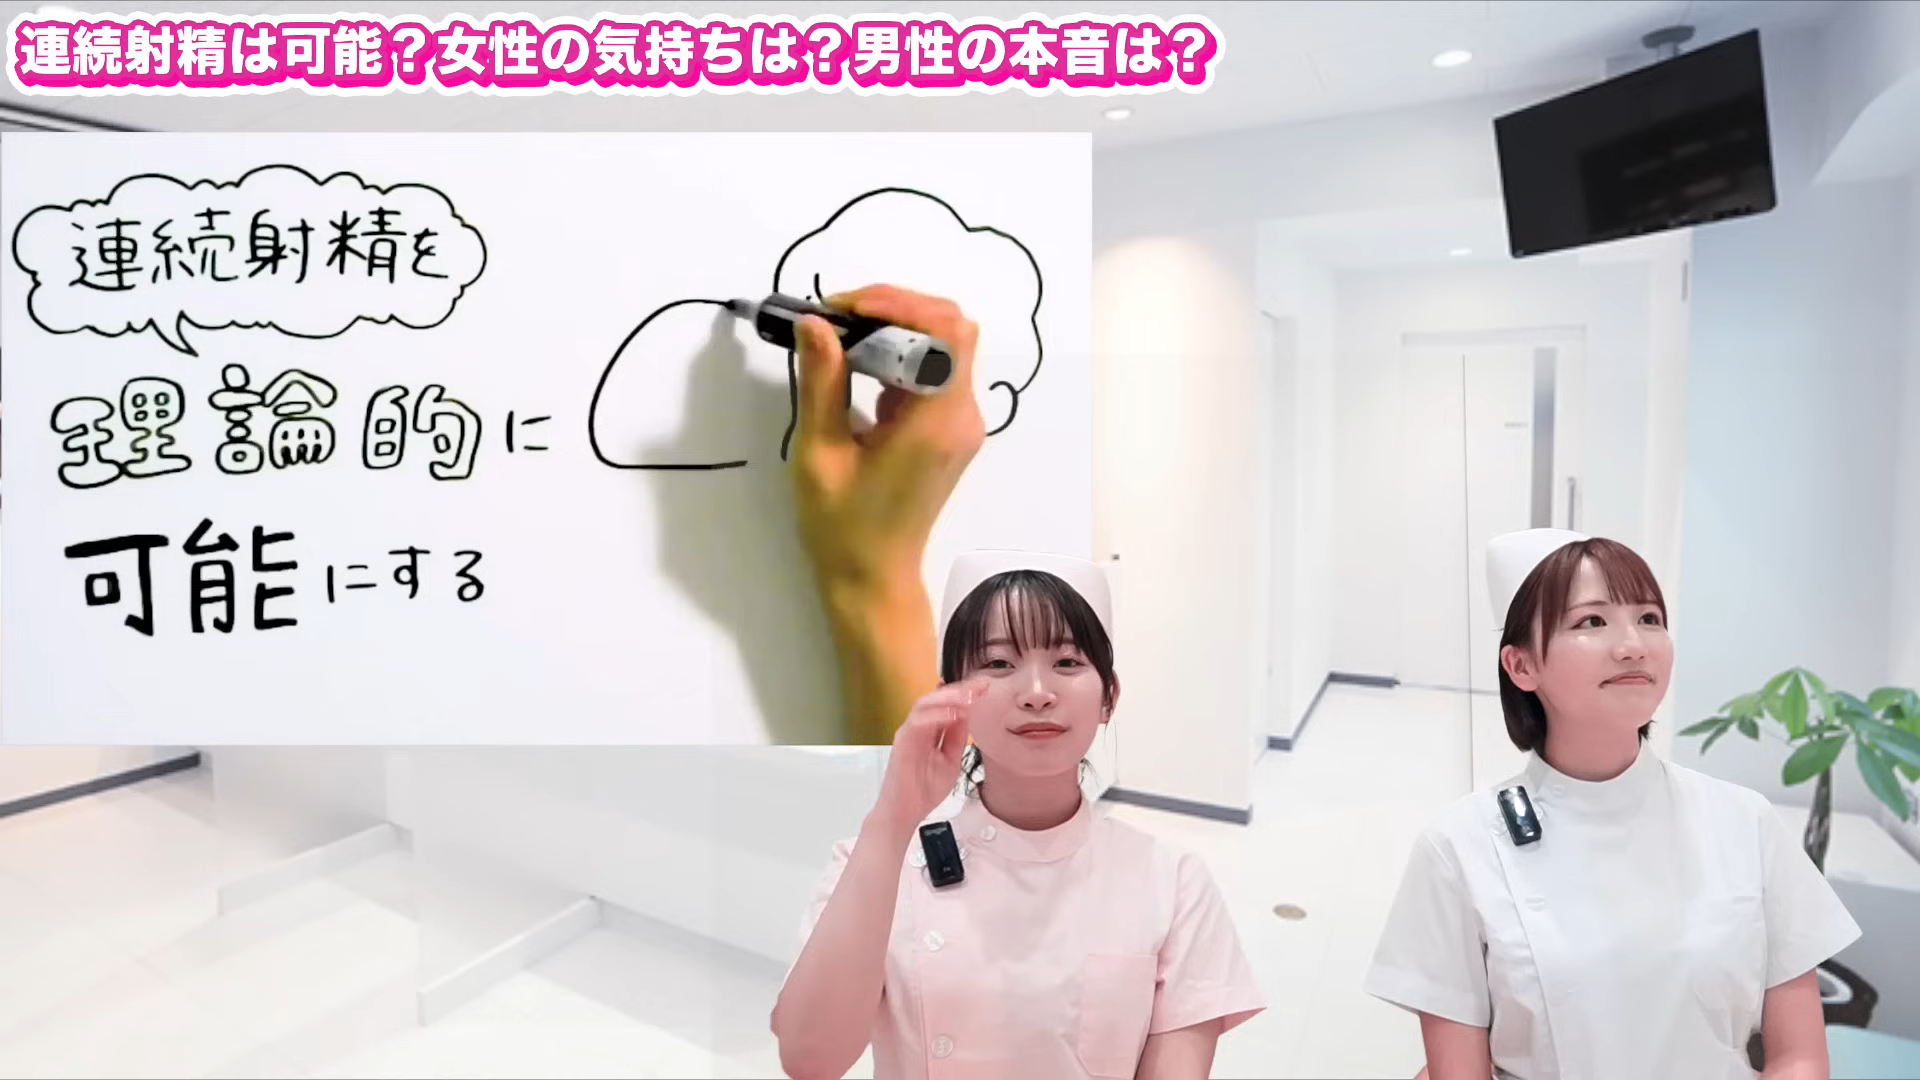 連続射精は可能？女性の気持ちは？男性の本音は？
連続射精を
理論的に
可能にする